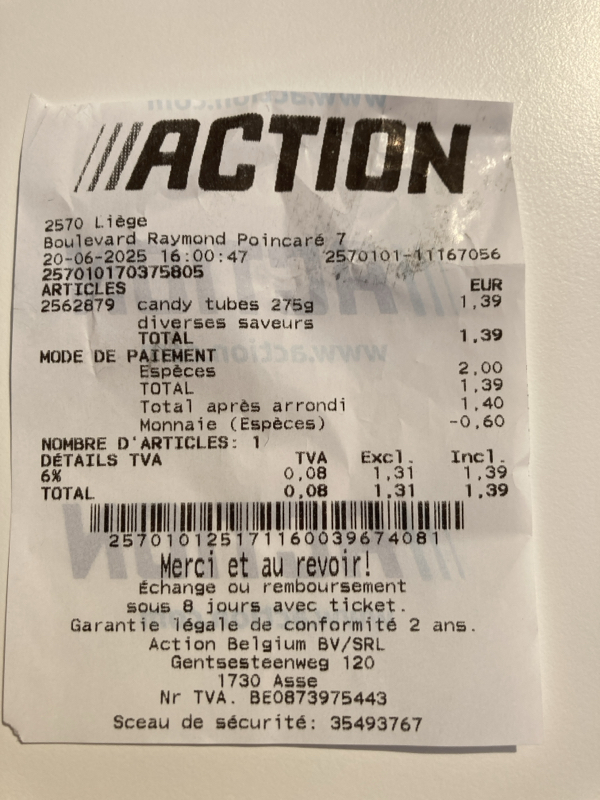 ACTION
2570 Liège
Boulevard Raymond Poincaré 7
20-06-2025 16:00:47 2570101-11167056
257010170375805
ARTICLES EUR
2562879 candy tubes 275g 1,39
diverses saveurs
TOTAL 1,39
MODE DE PAIEMENT
Espèces 2,00
TOTAL 1,39
Total après arrondi 1,40
Monnaie (Espèces) -0,60
NOMBRE D'ARTICLES: 1
DÉTAILS TVA TVA Excl. Incl.
6% 0,08 1,31 1,39
TOTAL 0,08 1,31 1,39
257010125171160039674081
Merci et au revoir!
Échange ou remboursement
sous 8 jours avec ticket.
Garantie légale de conformité 2 ans.
Action Belgium BV/SRL
Gentsesteenweg 120
1730 Asse
Nr TVA. BE0873975443
Sceau de sécurité: 35493767